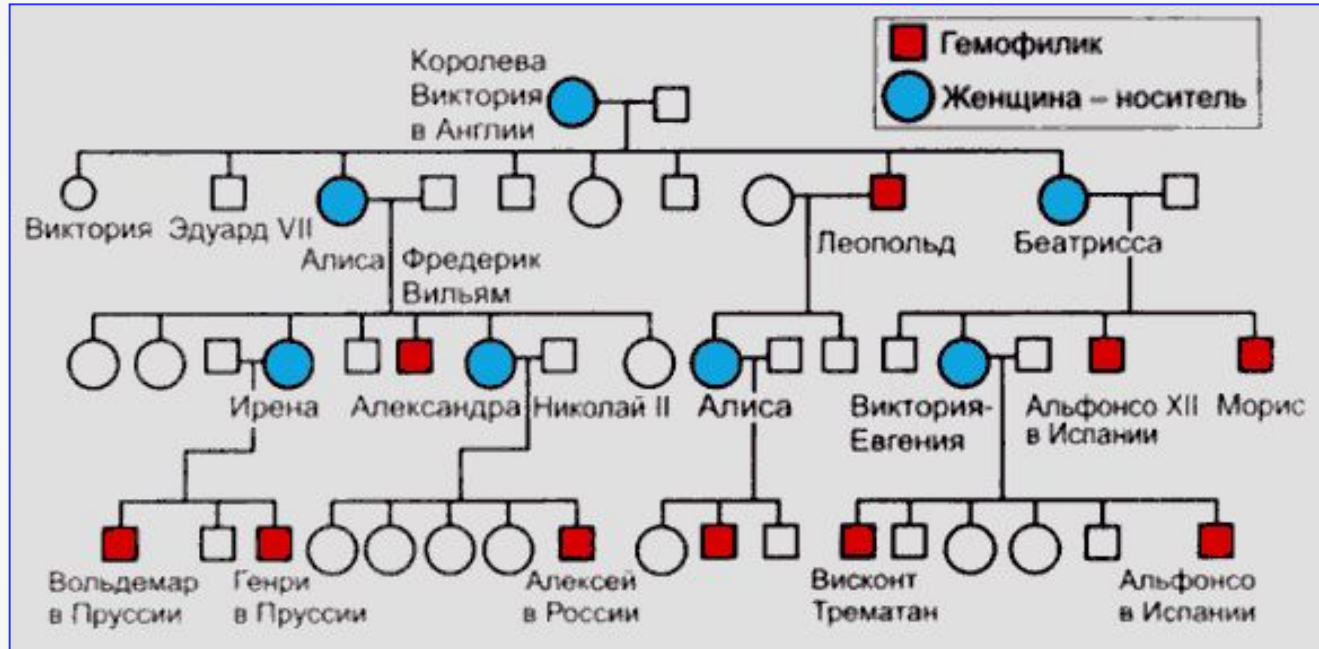 Гемофилик
Женщина – носитель
Королева
Виктория
в Англии
Виктория
Эдуард VII
Алиса
Фредерик
Вильям
Леопольд
Беатрисса
Ирена
Александра
Николай II
Алиса
Виктория-
Евгения
Альфонсо XII
в Испании
Морис
Вольдемар
в Пруссии
Генри
в Пруссии
Алексей
в России
Висконт
Трематан
Альфонсо
в Испании